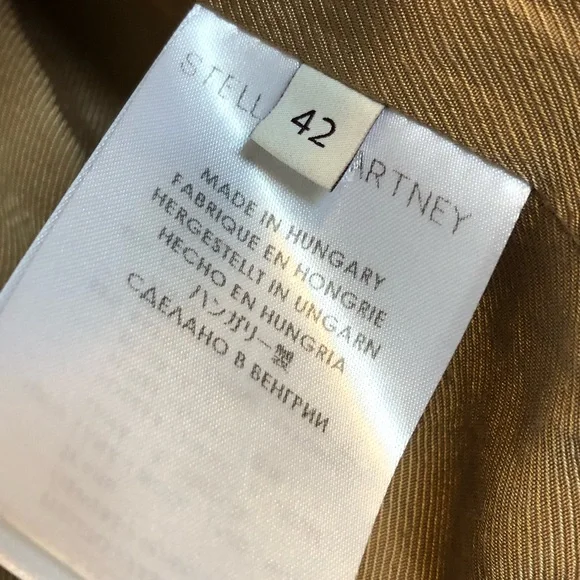 STELL ARTNEY
42
MADE IN HUNGARY
FABRIQUE EN HONGRIE
HERGESTELLT IN UNGARN
HECHO EN HUNGRIA
ハンガリー製
СДЕЛАНО В ВЕНГРИИ